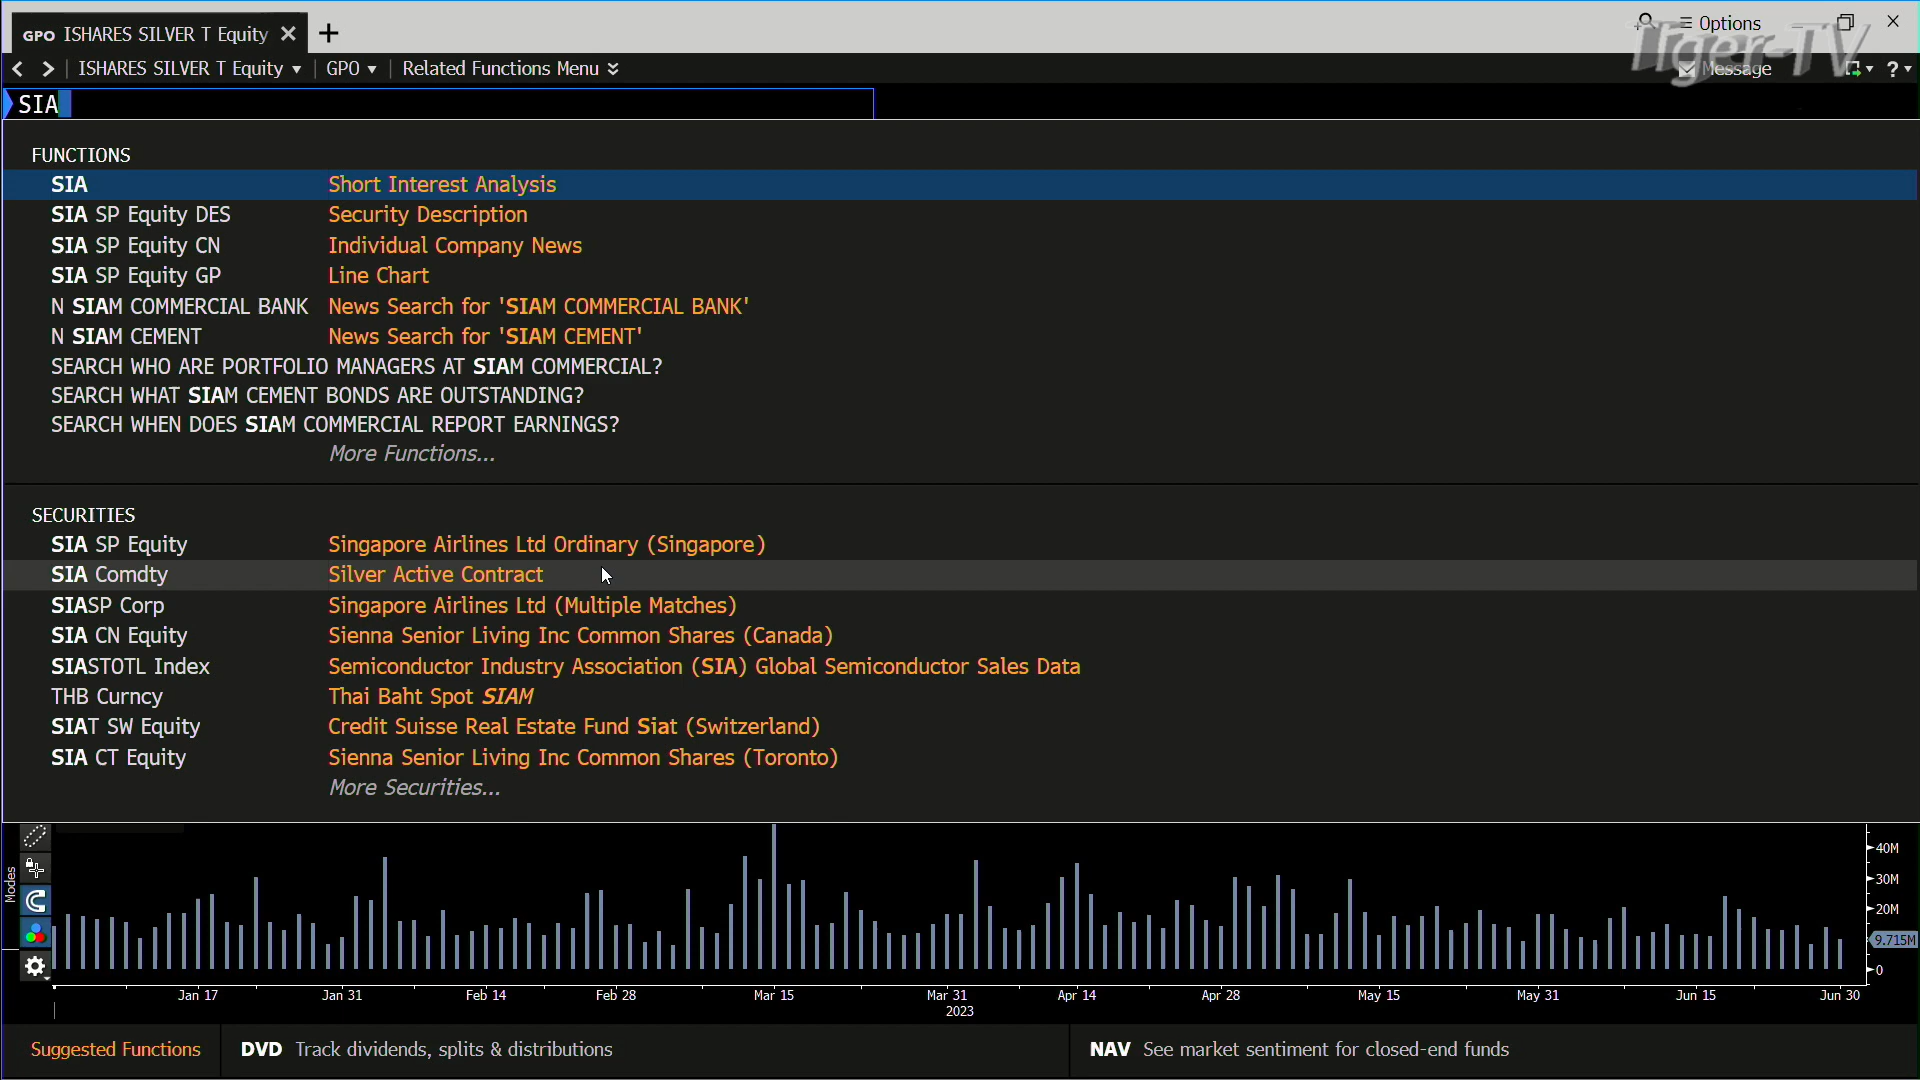 GPO ISHARES SILVER T Equity
Options
Tiger-TV
ISHARES SILVER T Equity GPO Related Functions Menu
Message ?
SIA
FUNCTIONS
SIA Short Interest Analysis
SIA SP Equity DES Security Description
SIA SP Equity CN Individual Company News
SIA SP Equity GP Line Chart
N SIAM COMMERCIAL BANK News Search for 'SIAM COMMERCIAL BANK'
N SIAM CEMENT News Search for 'SIAM CEMENT'
SEARCH WHO ARE PORTFOLIO MANAGERS AT SIAM COMMERCIAL?
SEARCH WHAT SIAM CEMENT BONDS ARE OUTSTANDING?
SEARCH WHEN DOES SIAM COMMERCIAL REPORT EARNINGS?
More Functions...
SECURITIES
SIA SP Equity Singapore Airlines Ltd Ordinary (Singapore)
SIA Comdty Silver Active Contract
SIASP Corp Singapore Airlines Ltd (Multiple Matches)
SIA CN Equity Sienna Senior Living Inc Common Shares (Canada)
SIASTOTL Index Semiconductor Industry Association (SIA) Global Semiconductor Sales Data
THB Curncy Thai Baht Spot SIAM
SIAT SW Equity Credit Suisse Real Estate Fund Siat (Switzerland)
SIA CT Equity Sienna Senior Living Inc Common Shares (Toronto)
More Securities...
Modes
40M
30M
20M
9.715M
0
Jan 17 Jan 31 Feb 14 Feb 28 Mar 15 Mar 31 Apr 14 Apr 28 May 15 May 31 Jun 15 Jun 30
2023
Suggested Functions DVD Track dividends, splits & distributions NAV See market sentiment for closed-end funds